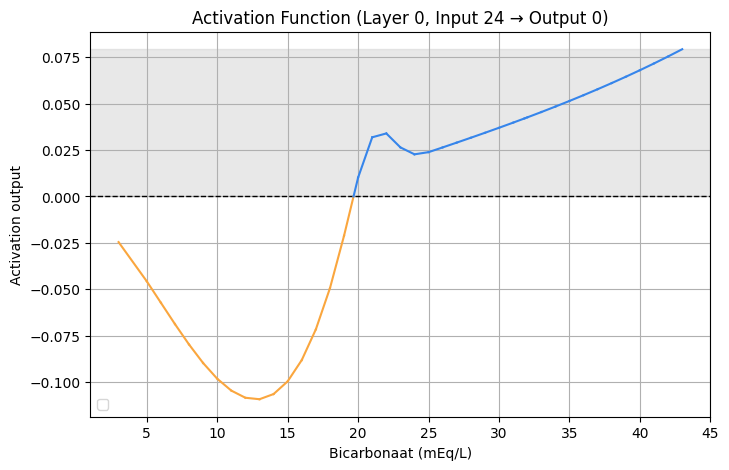 Activation Function (Layer 0, Input 24 → Output 0)
0.075
0.050
0.025
0.000
−0.025
−0.050
−0.075
−0.100
Activation output
5 10 15 20 25 30 35 40 45
Bicarbonaat (mEq/L)